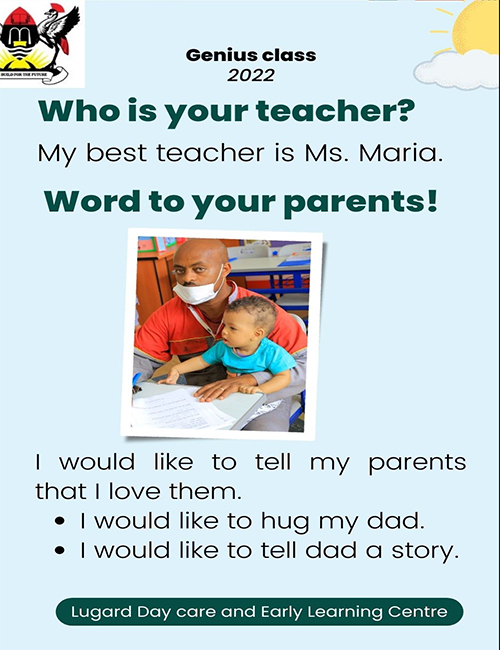 BUILD FOR THE FUTURE
Genius class
2022
Who is your teacher?
My best teacher is Ms. Maria.
Word to your parents!
I would like to tell my parents
that I love them.
• I would like to hug my dad.
• I would like to tell dad a story.
Lugard Day care and Early Learning Centre